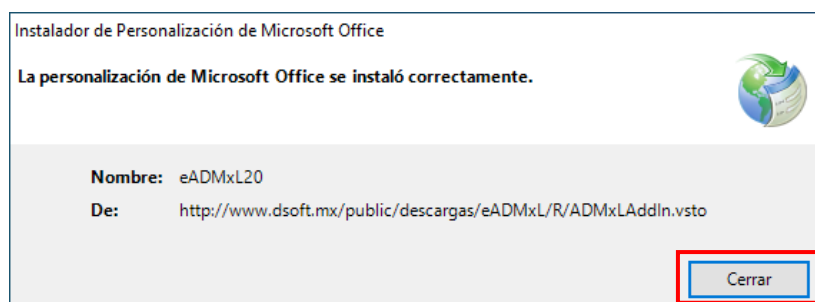 Instalador de Personalización de Microsoft Office
La personalización de Microsoft Office se instaló correctamente.
Nombre: eADMxL20
De: http://www.dsoft.mx/public/descargas/eADMxL/R/ADMxLAddIn.vsto
Cerrar